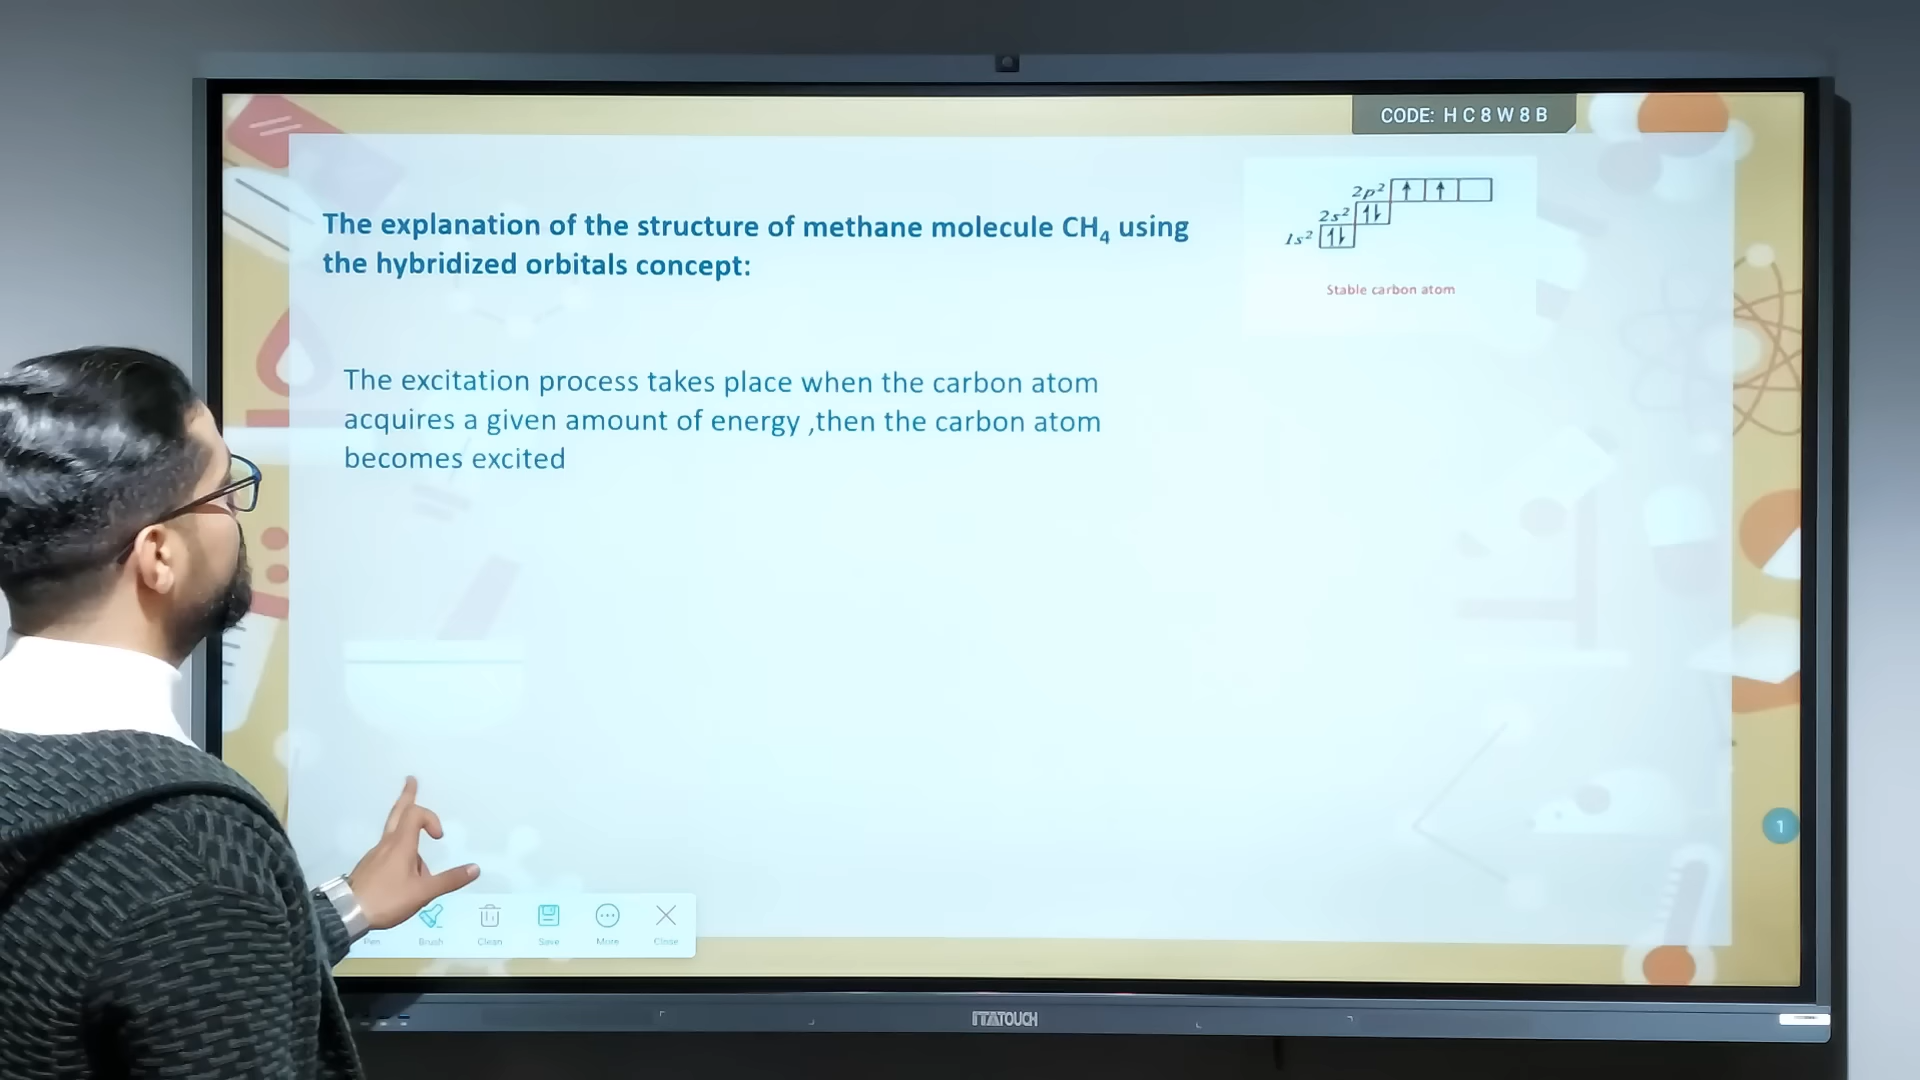 CODE: HC8W8B
The explanation of the structure of methane molecule CH₄ using
the hybridized orbitals concept:
2p²
2s²
1s²
Stable carbon atom
The excitation process takes place when the carbon atom
acquires a given amount of energy ,then the carbon atom
becomes excited
1
Pen Brush Clean Save More Close
ITATOUCH